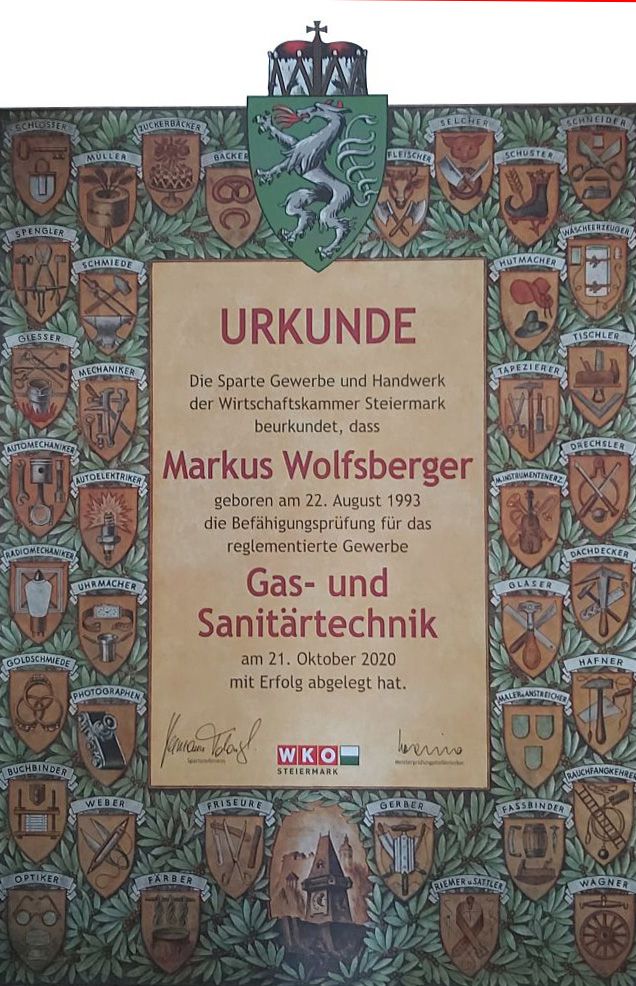 SCHLOSSER
MÜLLER
ZUCKERBÄCKER
BÄCKER
FLEISCHER
SELCHER
SCHUSTER
SCHNEIDER
SPENGLER
SCHMIEDE
HUTMACHER
WÄSCHEERZEUGER
GIESSER
MECHANIKER
TAPEZIERER
TISCHLER
AUTOMECHANIKER
AUTOELEKTRIKER
M.INSTRUMENTENERZ.
DRECHSLER
RADIOMECHANIKER
UHRMACHER
GLASER
DACHDECKER
GOLDSCHMIEDE
PHOTOGRAPHEN
MALER u. ANSTREICHER
HAFNER
URKUNDE
Die Sparte Gewerbe und Handwerk
der Wirtschaftskammer Steiermark
beurkundet, dass
Markus Wolfsberger
geboren am 22. August 1993
die Befähigungsprüfung für das
reglementierte Gewerbe
Gas- und
Sanitärtechnik
am 21. Oktober 2020
mit Erfolg abgelegt hat.
WKO
STEIERMARK
BUCHBINDER
WEBER
FRISEURE
GERBER
FASSBINDER
RAUCHFANGKEHRER
OPTIKER
FÄRBER
RIEMER u. SATTLER
WAGNER